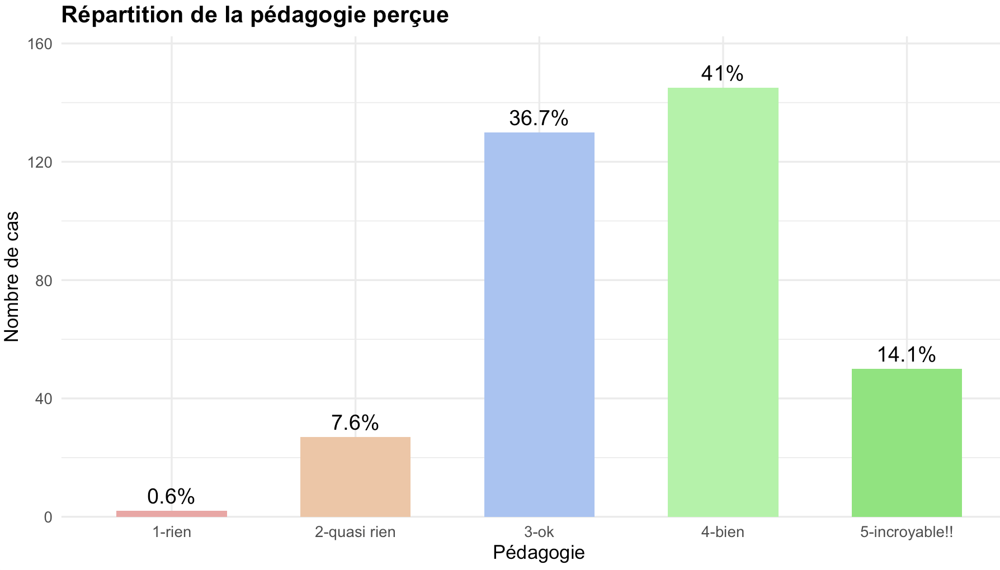 Répartition de la pédagogie perçue
160
120
80
40
0
Nombre de cas
0.6%
7.6%
36.7%
41%
14.1%
1-rien
2-quasi rien
3-ok
4-bien
5-incroyable!!
Pédagogie